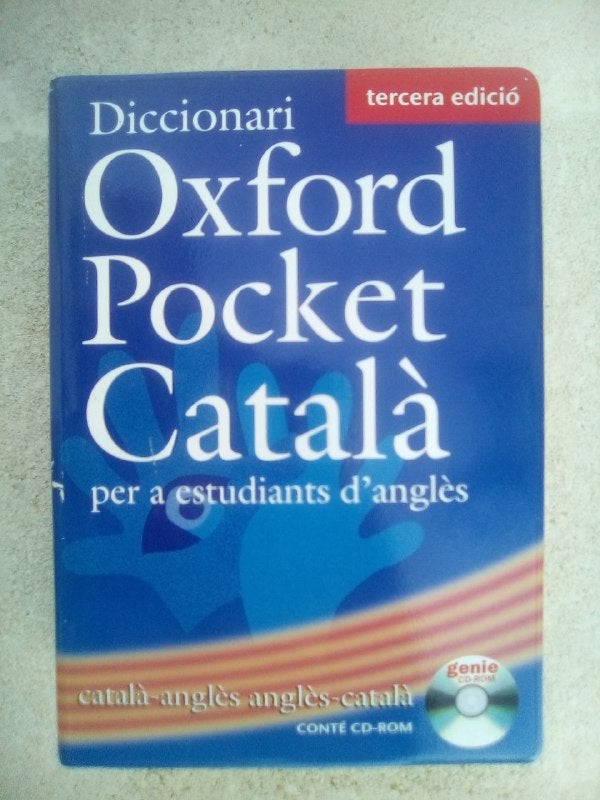 tercera edició
Diccionari
Oxford
Pocket
Català
per a estudiants d'anglès
català-anglès anglès-català
CONTÉ CD-ROM
genie
CD-ROM